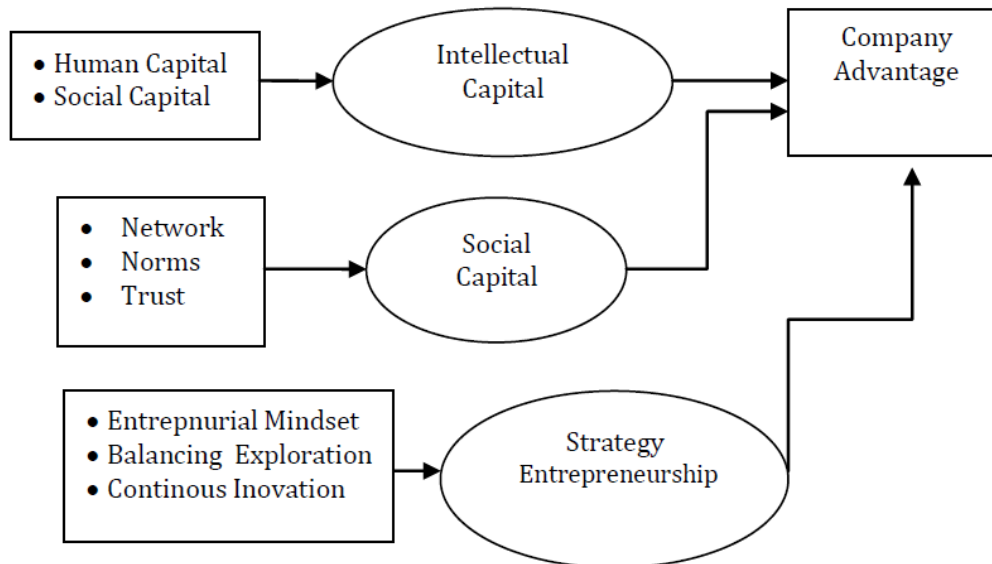 • Human Capital
• Social Capital
Intellectual
Capital
Company
Advantage
• Network
• Norms
• Trust
Social
Capital
• Entrepnurial Mindset
• Balancing Exploration
• Continous Inovation
Strategy
Entrepreneurship